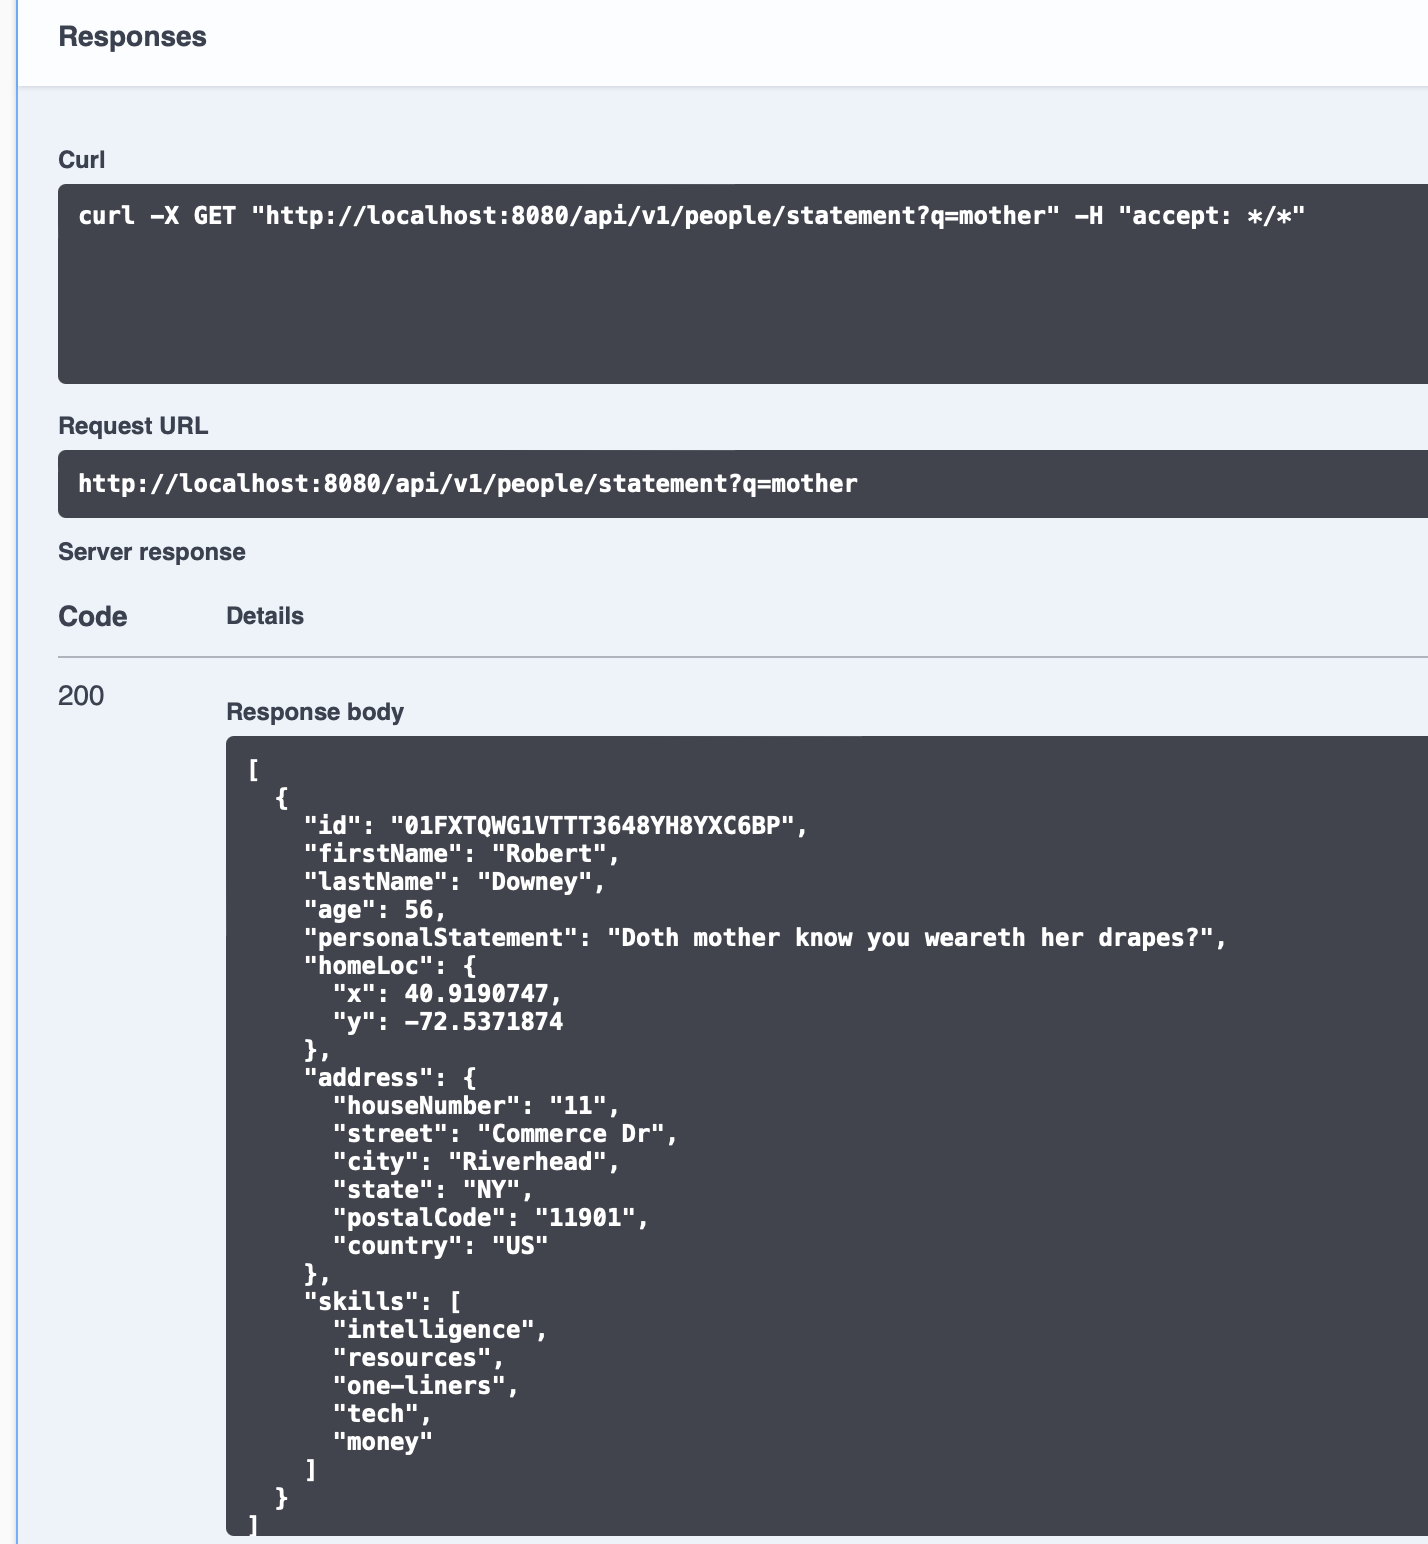 Responses
Curl
curl -X GET "http://localhost:8080/api/v1/people/statement?q=mother" -H "accept: */*"
Request URL
http://localhost:8080/api/v1/people/statement?q=mother
Server response
Code Details
200
Response body
[
  {
    "id": "01FXTQWG1VTTT3648YH8YXC6BP",
    "firstName": "Robert",
    "lastName": "Downey",
    "age": 56,
    "personalStatement": "Doth mother know you weareth her drapes?",
    "homeLoc": {
      "x": 40.9190747,
      "y": -72.5371874
    },
    "address": {
      "houseNumber": "11",
      "street": "Commerce Dr",
      "city": "Riverhead",
      "state": "NY",
      "postalCode": "11901",
      "country": "US"
    },
    "skills": [
      "intelligence",
      "resources",
      "one-liners",
      "tech",
      "money"
    ]
  }
]